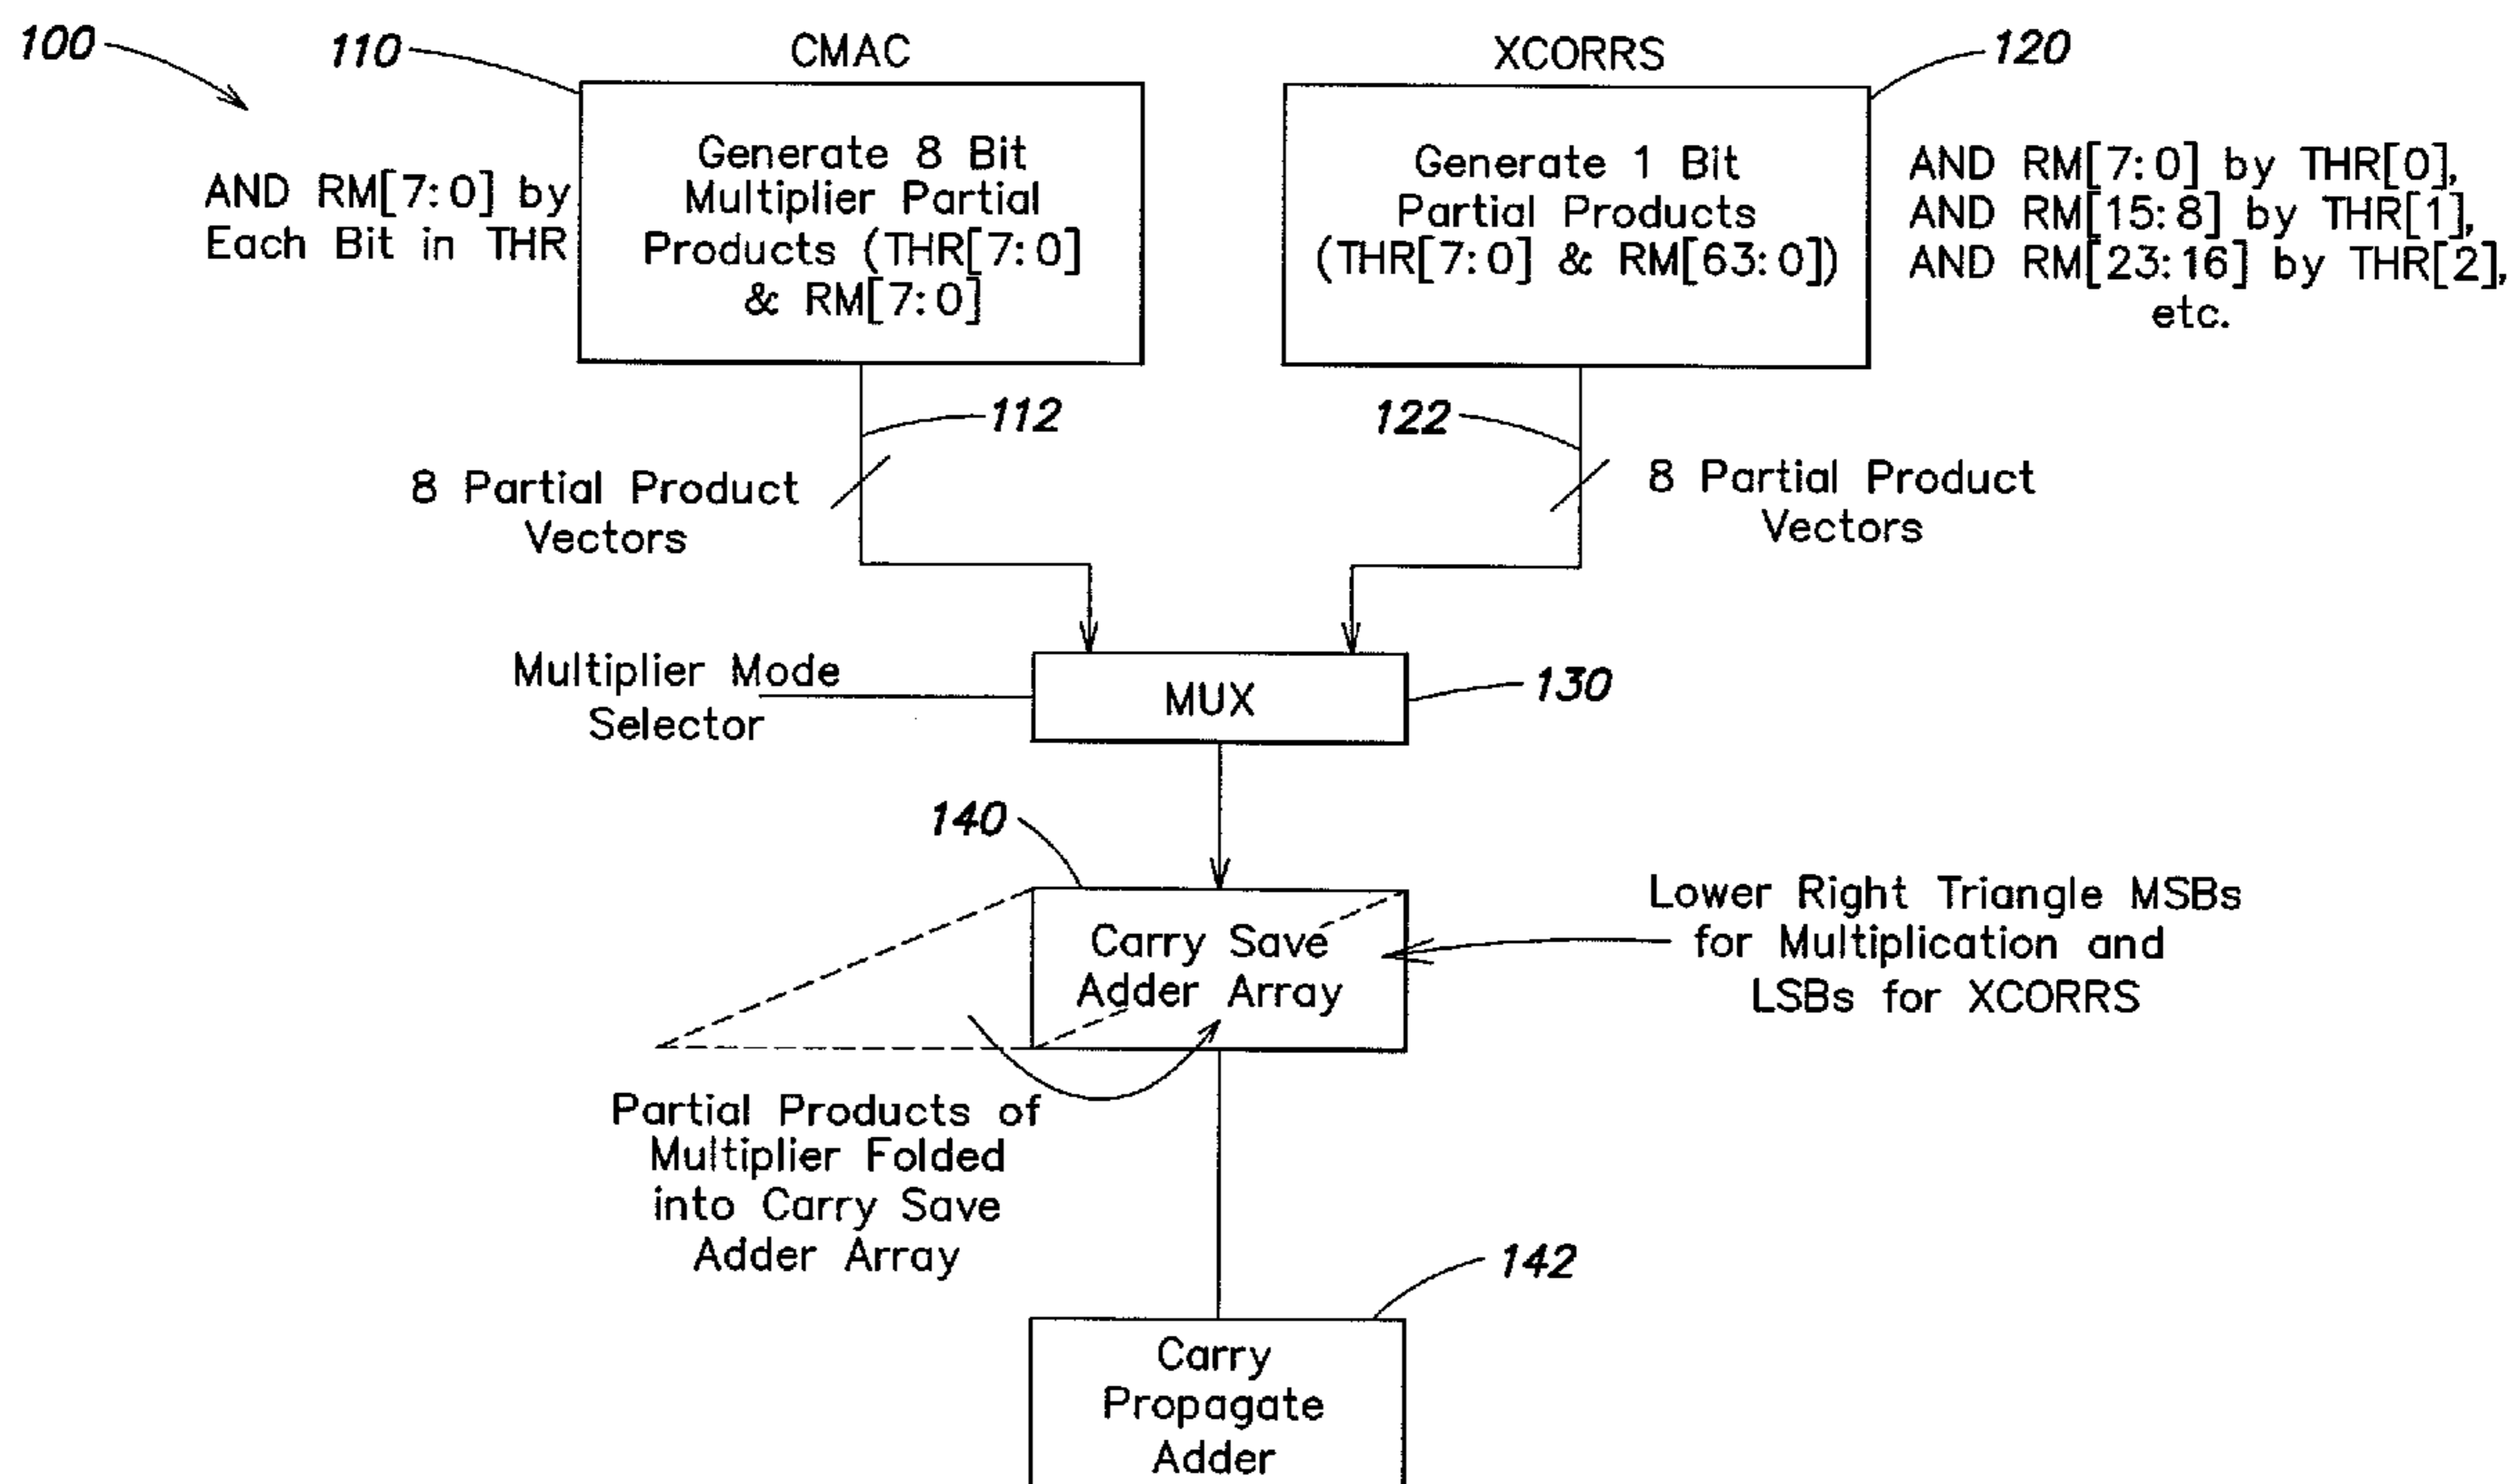 100
110
CMAC
XCORRS
120
AND RM[7:0] by
Each Bit in THR
Generate 8 Bit
Multiplier Partial
Products (THR[7:0]
& RM[7:0]
Generate 1 Bit
Partial Products
(THR[7:0] & RM[63:0])
AND RM[7:0] by THR[0],
AND RM[15:8] by THR[1],
AND RM[23:16] by THR[2],
etc.
112
122
8 Partial Product
Vectors
8 Partial Product
Vectors
Multiplier Mode
Selector
MUX
130
140
Carry Save
Adder Array
Lower Right Triangle MSBs
for Multiplication and
LSBs for XCORRS
Partial Products of
Multiplier Folded
into Carry Save
Adder Array
142
Carry
Propagate
Adder